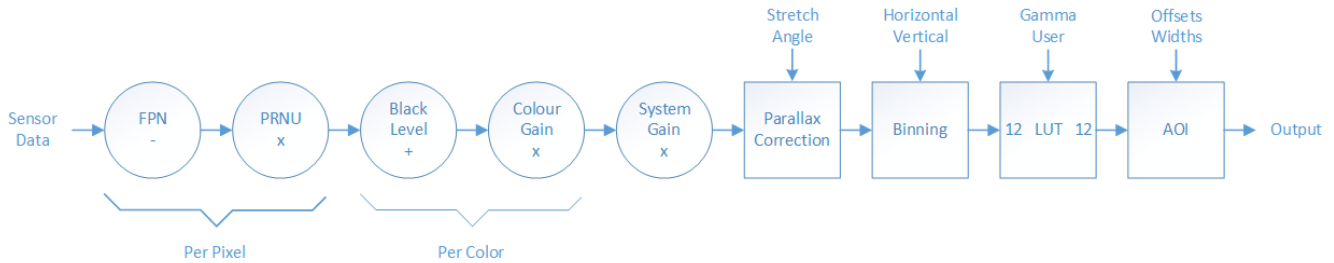 Stretch
Angle
Horizontal
Vertical
Gamma
User
Offsets
Widths
Sensor
Data
FPN
-
PRNU
x
Black
Level
+
Colour
Gain
x
System
Gain
x
Parallax
Correction
Binning
12 LUT 12
AOI
Output
Per Pixel
Per Color